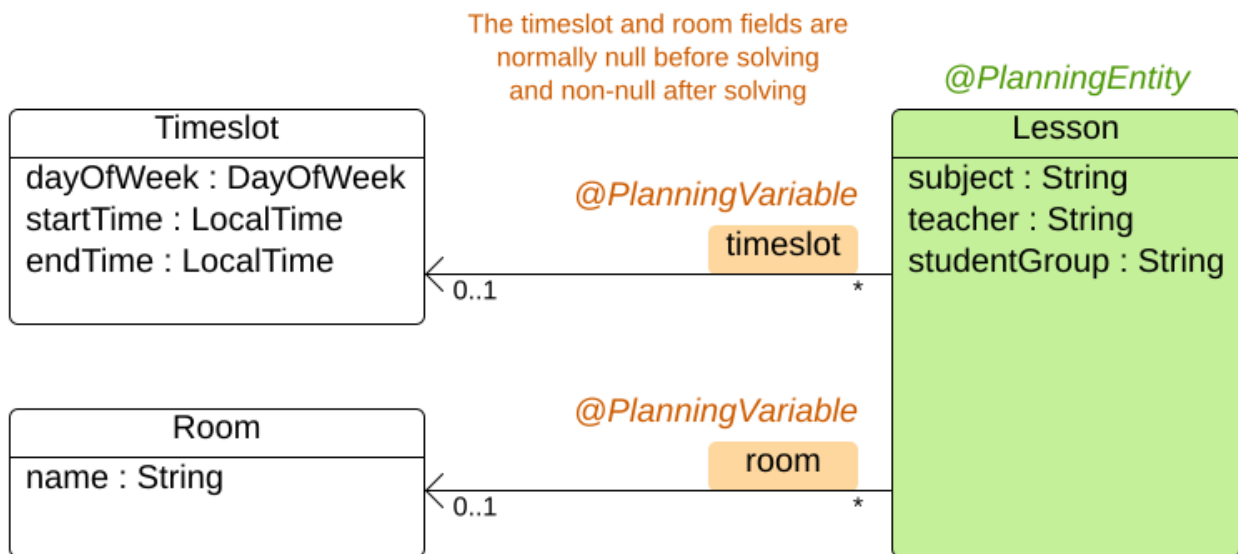 The timeslot and room fields are
normally null before solving
and non-null after solving
@PlanningEntity
Timeslot
dayOfWeek : DayOfWeek
startTime : LocalTime
endTime : LocalTime
@PlanningVariable
timeslot
0..1
*
Lesson
subject : String
teacher : String
studentGroup : String
Room
name : String
@PlanningVariable
room
0..1
*